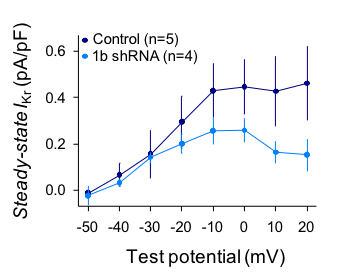 Control (n=5)
1b shRNA (n=4)
Steady-state IKr (pA/pF)
0.6
0.4
0.2
0.0
-50 -40 -30 -20 -10 0 10 20
Test potential (mV)